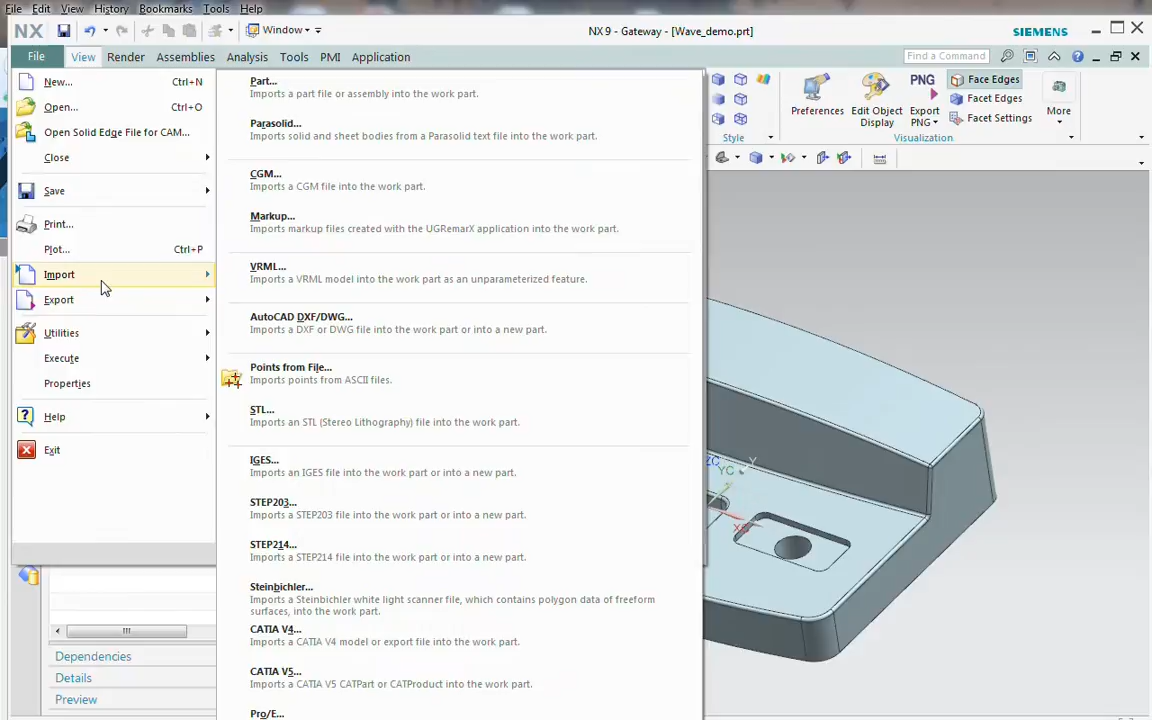 File Edit View History Bookmarks Tools Help
NX Window NX 9 - Gateway - [Wave_demo.prt] SIEMENS
File View Render Assemblies Analysis Tools PMI Application Find a Command
New... Ctrl+N
Open... Ctrl+O
Open Solid Edge File for CAM...
Close
Save
Print...
Plot... Ctrl+P
Import
Export
Utilities
Execute
Properties
Help
Exit
Part...
Imports a part file or assembly into the work part.
Parasolid...
Imports solid and sheet bodies from a Parasolid text file into the work part.
CGM...
Imports a CGM file into the work part.
Markup...
Imports markup files created with the UGRemarX application into the work part.
VRML...
Imports a VRML model into the work part as an unparameterized feature.
AutoCAD DXF/DWG...
Imports a DXF or DWG file into the work part or into a new part.
Points from File...
Imports points from ASCII files.
STL...
Imports an STL (Stereo Lithography) file into the work part.
IGES...
Imports an IGES file into the work part or into a new part.
STEP203...
Imports a STEP203 file into the work part or into a new part.
STEP214...
Imports a STEP214 file into the work part or into a new part.
Steinbichler...
Imports a Steinbichler white light scanner file, which contains polygon data of freeform
surfaces, into the work part.
CATIA V4...
Imports a CATIA V4 model or export file into the work part.
CATIA V5...
Imports a CATIA V5 CATPart or CATProduct into the work part.
Pro/E...
Style
Preferences
Edit Object
Display
PNG
Export
PNG
Face Edges
Facet Edges
Facet Settings
More
Visualization
ZC
YC
Y
Dependencies
Details
Preview